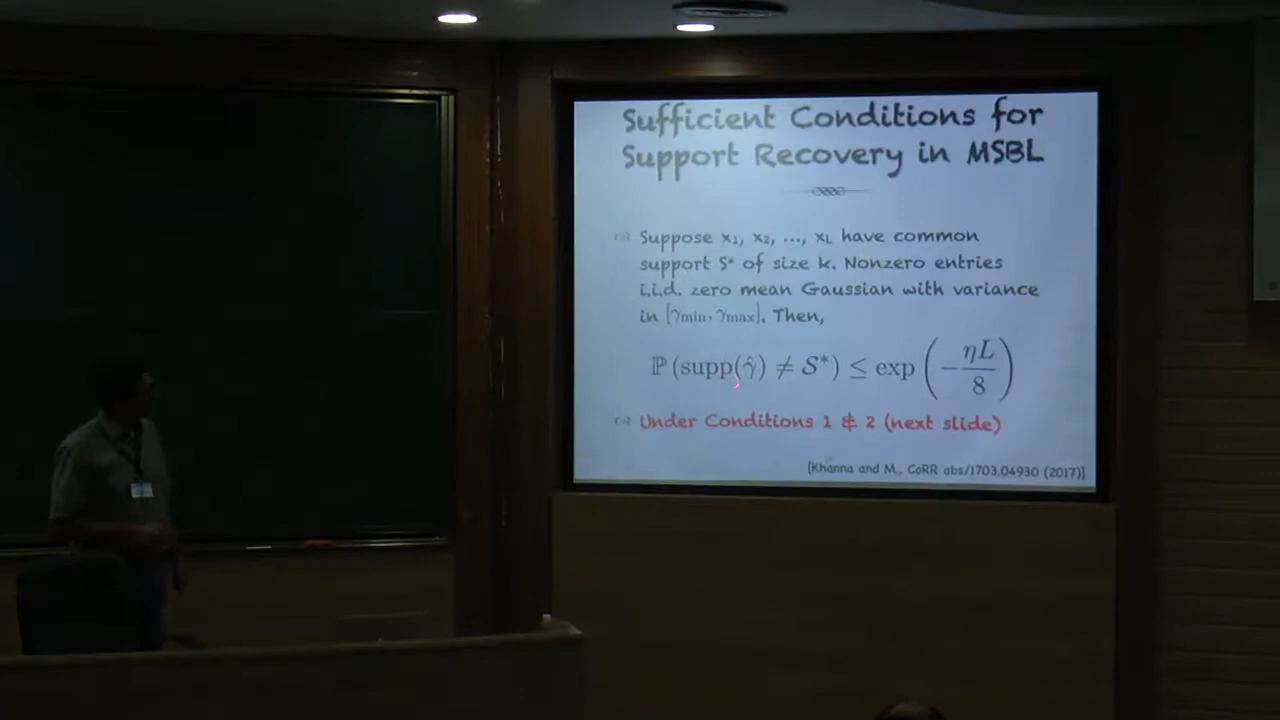 Sufficient Conditions for
Support Recovery in MSBL
Suppose x₁, x₂, ..., x_L have common
support S* of size k. Nonzero entries
i.i.d. zero mean Gaussian with variance
in [γmin, γmax]. Then,
ℙ (supp(γ̂) ≠ 𝒮*) ≤ exp (−ηL/8)
Under Conditions 1 & 2 (next slide)
[Khanna and M., CoRR abs/1703.04930 (2017)]